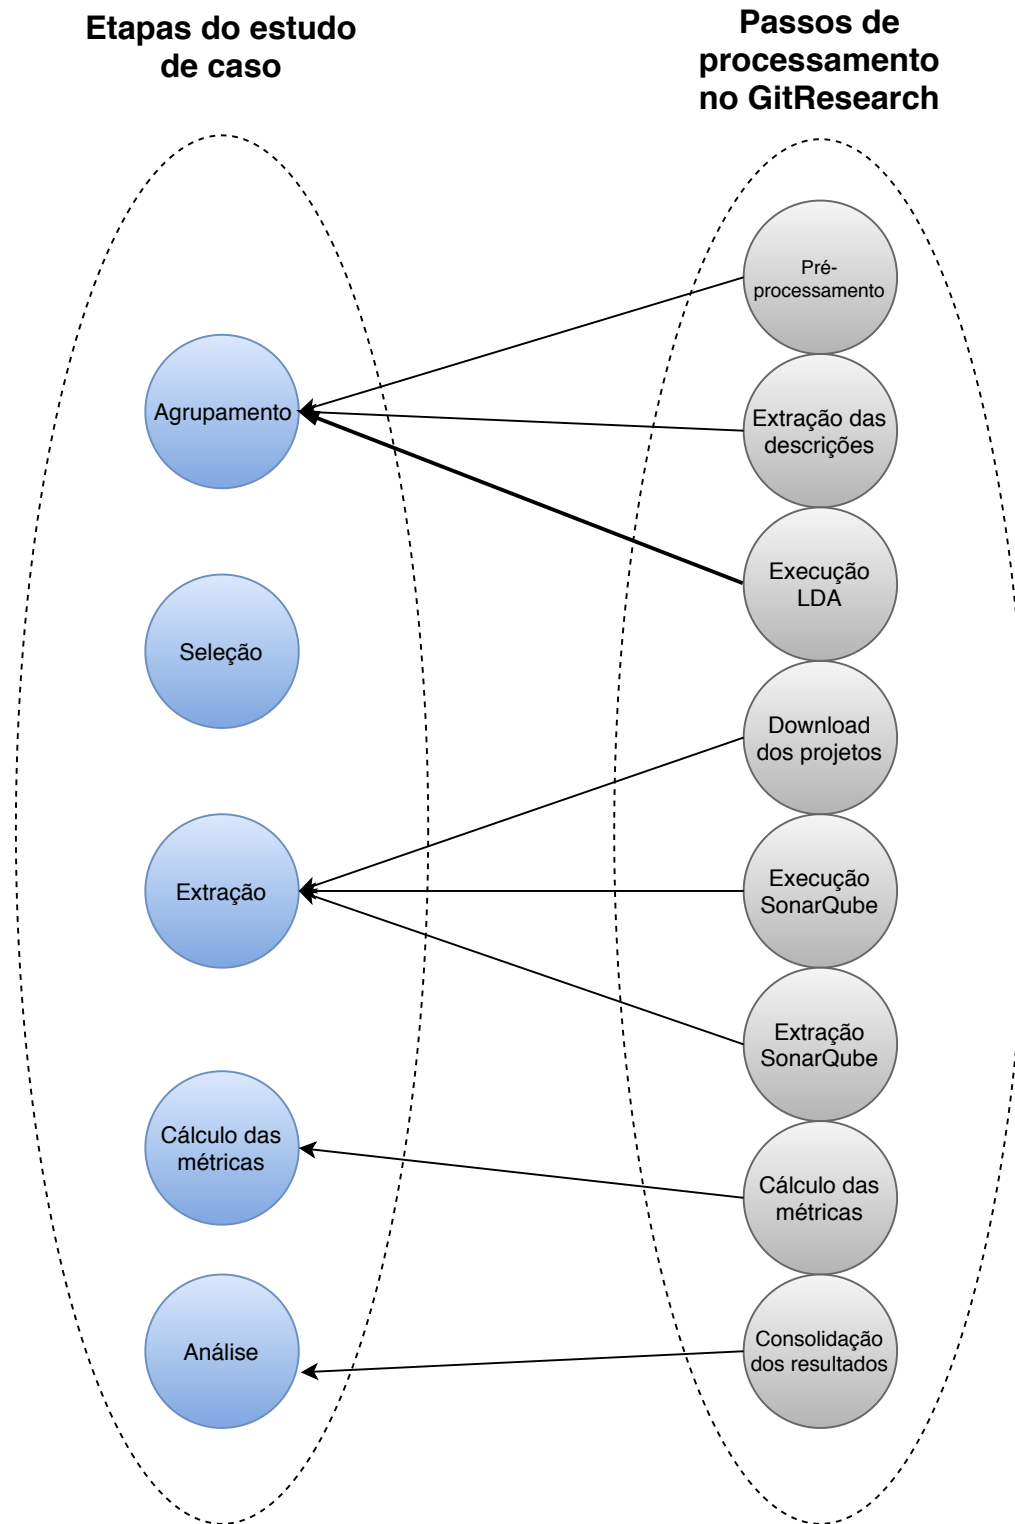 Etapas do estudo
de caso
Passos de
processamento
no GitResearch
Agrupamento
Seleção
Extração
Cálculo das
métricas
Análise
Pré-
processamento
Extração das
descrições
Execução
LDA
Download
dos projetos
Execução
SonarQube
Extração
SonarQube
Cálculo das
métricas
Consolidação
dos resultados